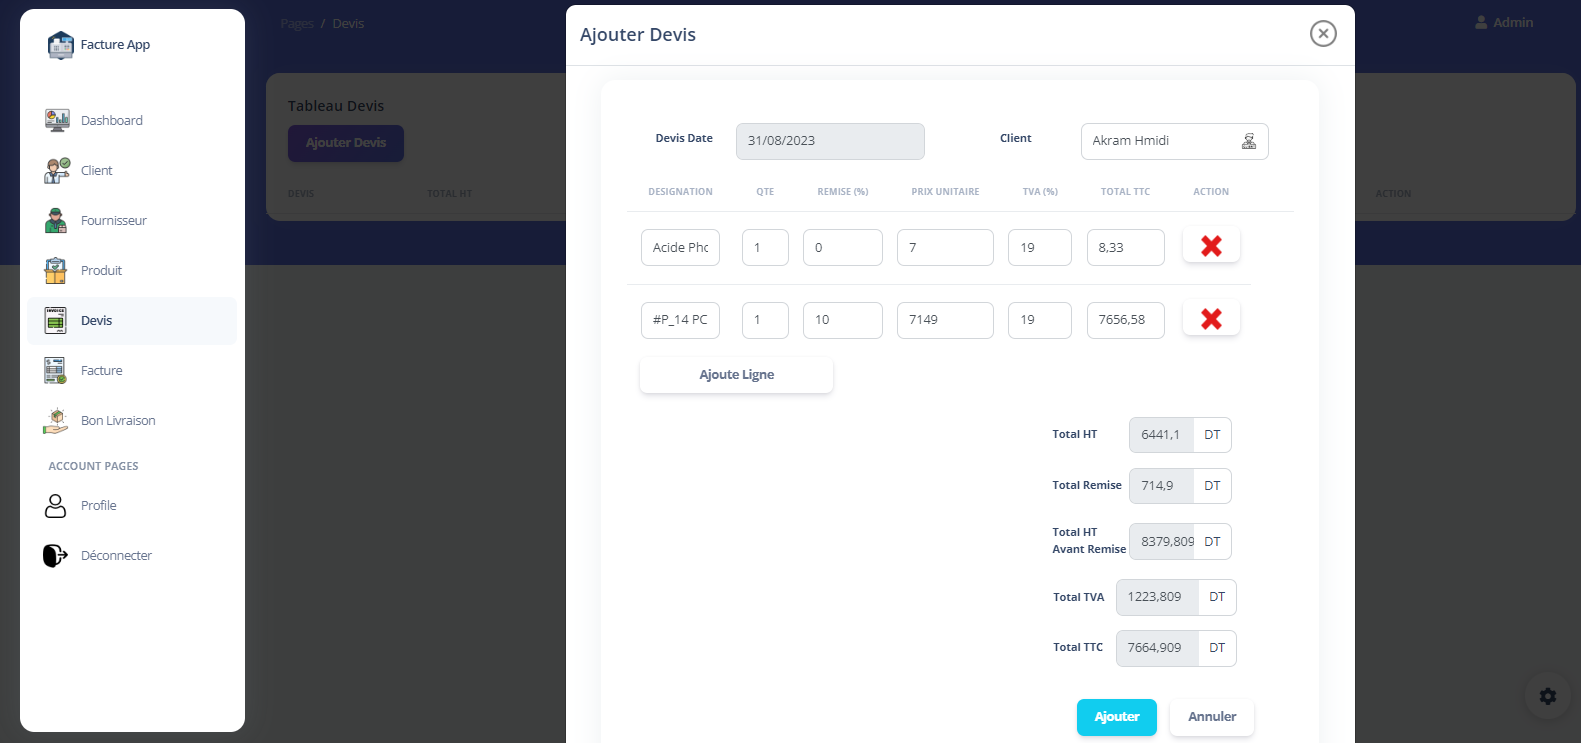 Facture App
Dashboard
Client
Fournisseur
Produit
Devis
Facture
Bon Livraison
ACCOUNT PAGES
Profile
Déconnecter
Pages / Devis
Admin
Tableau Devis
Ajouter Devis
DEVIS TOTAL HT ACTION
Ajouter Devis
Devis Date 31/08/2023 Client Akram Hmidi
DESIGNATION QTE REMISE (%) PRIX UNITAIRE TVA (%) TOTAL TTC ACTION
Acide Pho 1 0 7 19 8,33
#P_14 PC 1 10 7149 19 7656,58
Ajoute Ligne
Total HT 6441,1 DT
Total Remise 714,9 DT
Total HT
Avant Remise 8379,809 DT
Total TVA 1223,809 DT
Total TTC 7664,909 DT
Ajouter Annuler